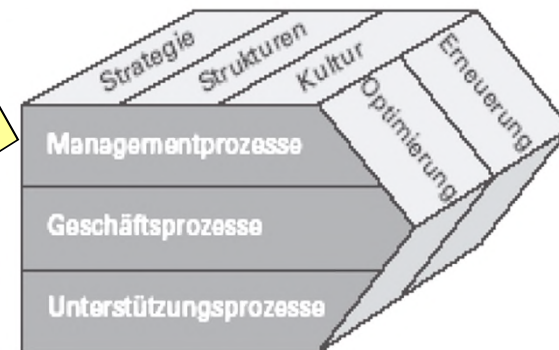 Strategie
Strukturen
Kultur
Optimierung
Erneuerung
Managementprozesse
Geschäftsprozesse
Unterstützungsprozesse